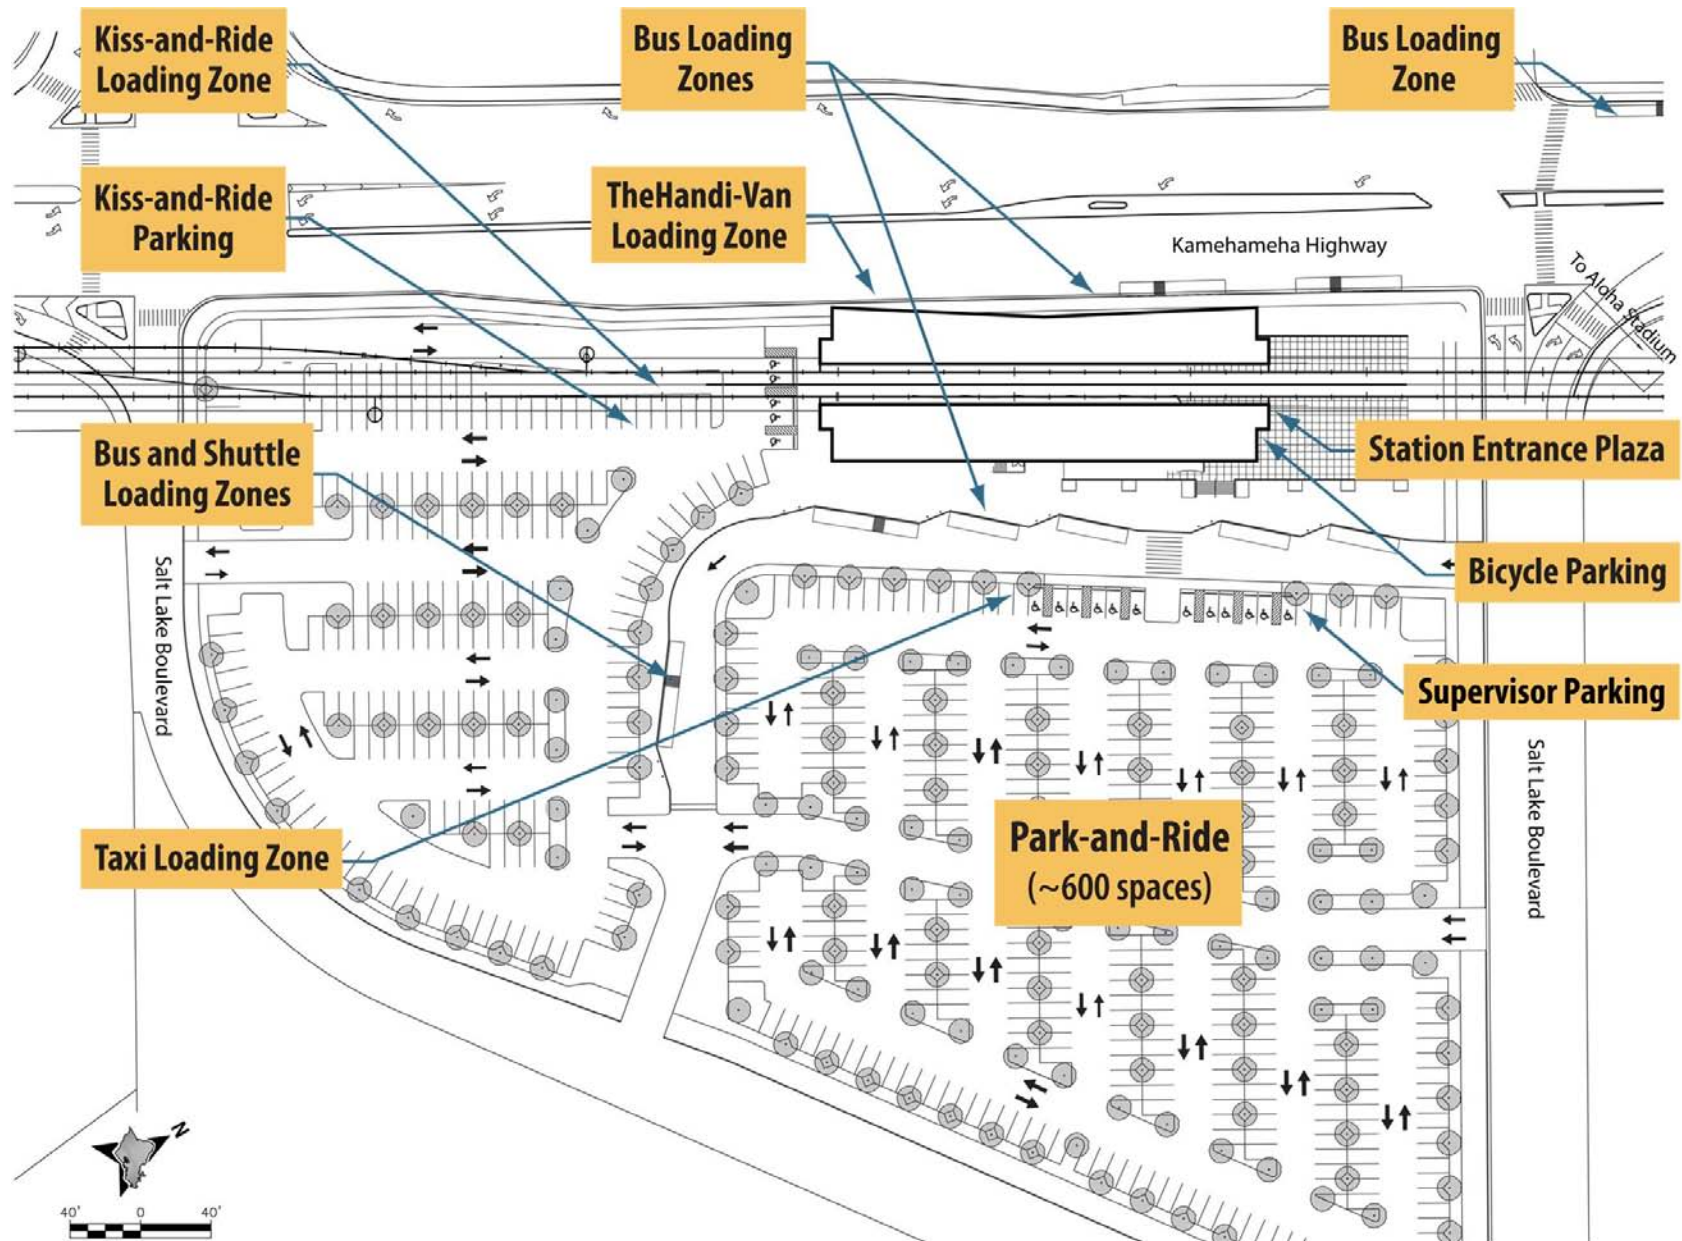 Kiss-and-Ride
Loading Zone
Bus Loading
Zones
Bus Loading
Zone
Kiss-and-Ride
Parking
TheHandi-Van
Loading Zone
Kamehameha Highway
To Aloha Stadium
Bus and Shuttle
Loading Zones
Station Entrance Plaza
Bicycle Parking
Salt Lake Boulevard
Supervisor Parking
Salt Lake Boulevard
Taxi Loading Zone
Park-and-Ride
(~600 spaces)
N
40' 0 40'